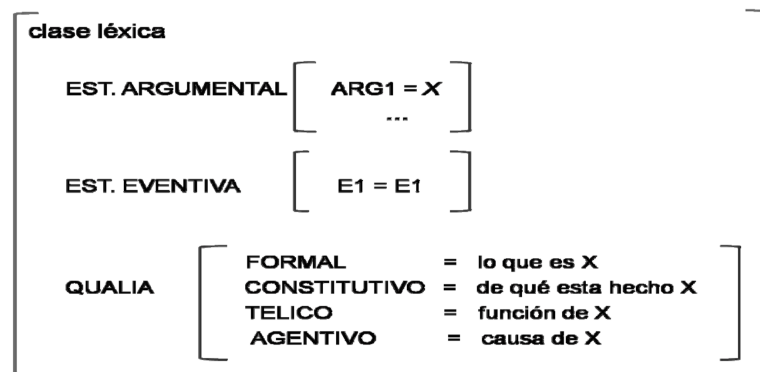 clase léxica
EST. ARGUMENTAL ARG1 = X
...
EST. EVENTIVA E1 = E1
FORMAL = lo que es X
QUALIA CONSTITUTIVO = de qué esta hecho X
TELICO = función de X
AGENTIVO = causa de X